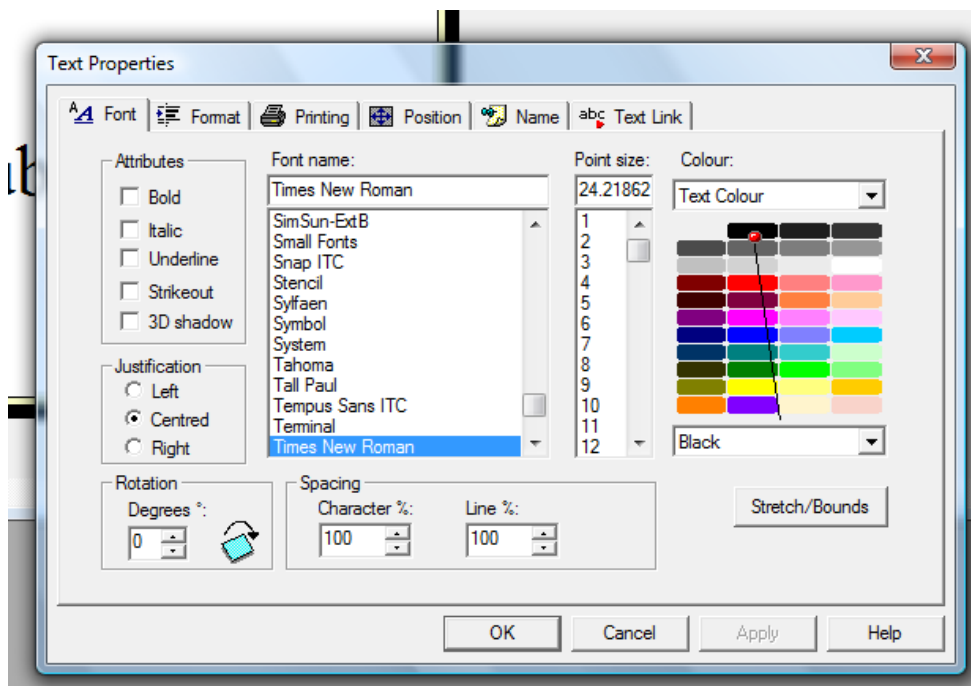 Text Properties
Font
Format
Printing
Position
Name
abc Text Link
Attributes
Bold
Italic
Underline
Strikeout
3D shadow
Justification
Left
Centred
Right
Font name:
Times New Roman
SimSun-ExtB
Small Fonts
Snap ITC
Stencil
Sylfaen
Symbol
System
Tahoma
Tall Paul
Tempus Sans ITC
Terminal
Times New Roman
Point size:
24.21862
1
2
3
4
5
6
7
8
9
10
11
12
Colour:
Text Colour
Black
Rotation
Degrees °:
0
Spacing
Character %:
100
Line %:
100
Stretch/Bounds
OK
Cancel
Apply
Help